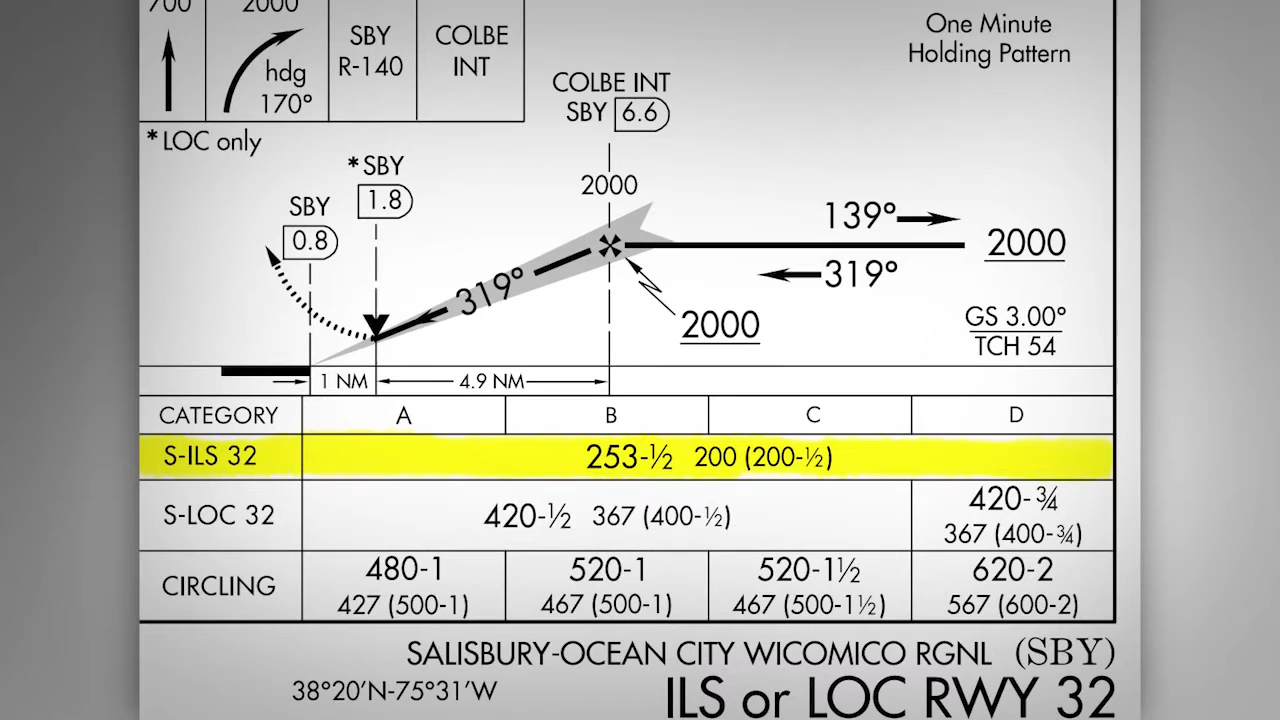 700
2000
hdg
170°
SBY
R-140
COLBE
INT
One Minute
Holding Pattern
COLBE INT
SBY 6.6
*LOC only
*SBY
1.8
SBY
0.8
2000
139°
319°
2000
319°
2000
GS 3.00°
TCH 54
1 NM
4.9 NM
CATEGORY A B C D
S-ILS 32 253-½ 200 (200-½)
S-LOC 32 420-½ 367 (400-½) 420-¾
367 (400-¾)
CIRCLING 480-1 520-1 520-1½ 620-2
427 (500-1) 467 (500-1) 467 (500-1½) 567 (600-2)
SALISBURY-OCEAN CITY WICOMICO RGNL (SBY)
38°20'N-75°31'W
ILS or LOC RWY 32